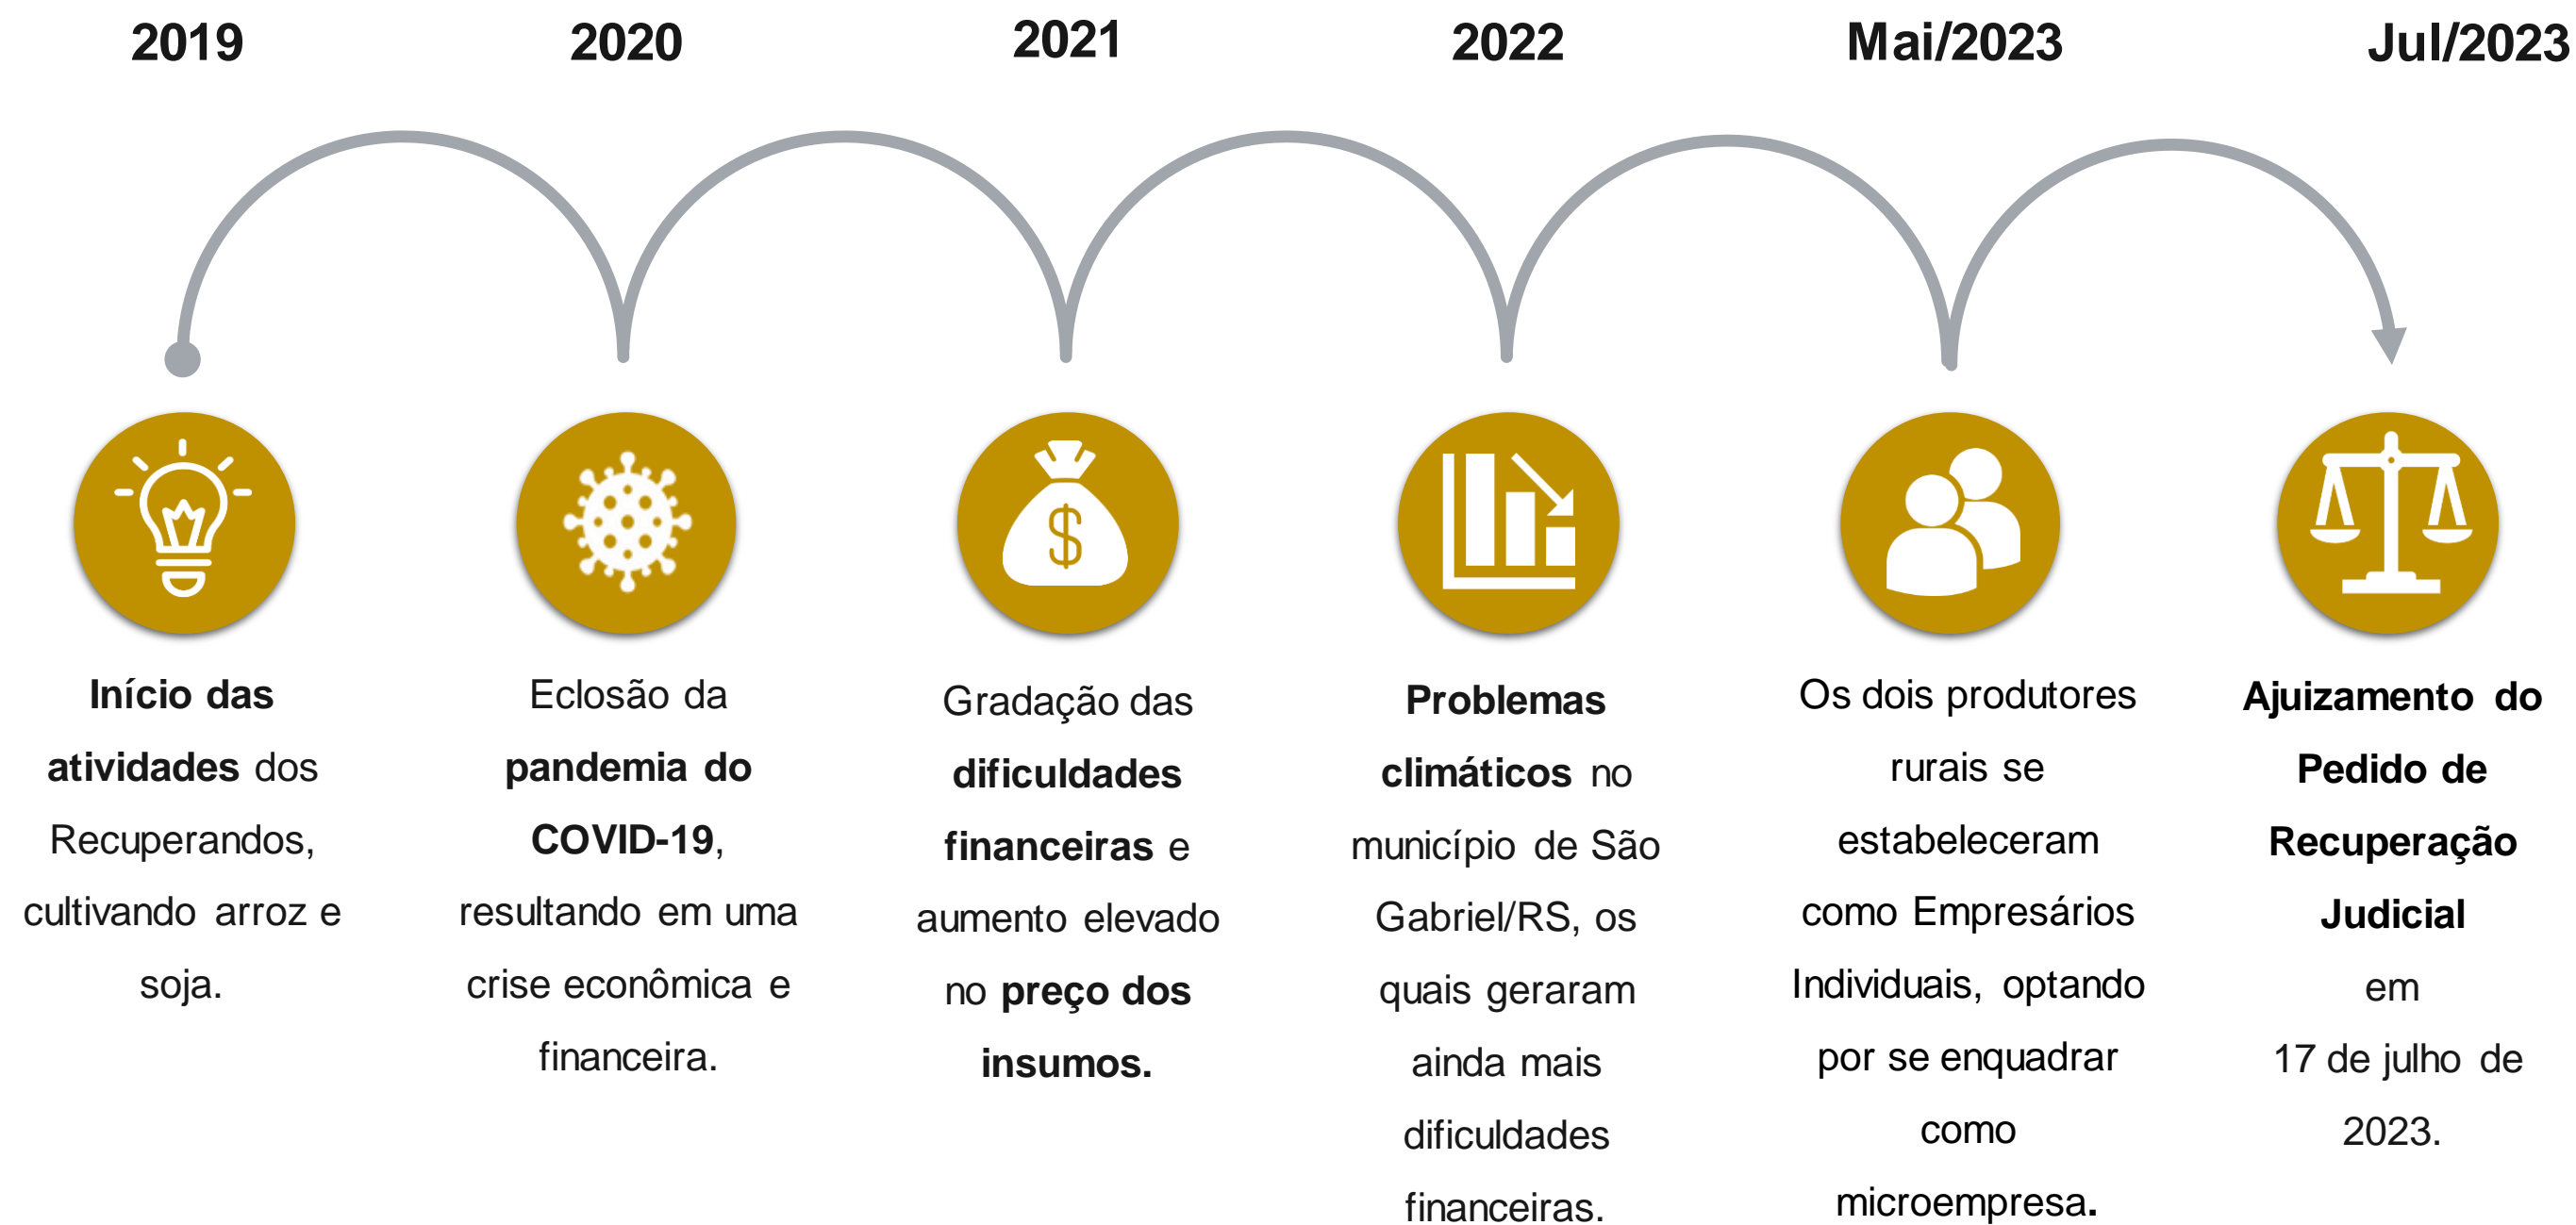 2019
2020
2021
2022
Mai/2023
Jul/2023
Início das
atividades dos
Recuperandos,
cultivando arroz e
soja.
Eclosão da
pandemia do
COVID-19,
resultando em uma
crise econômica e
financeira.
Gradação das
dificuldades
financeiras e
aumento elevado
no preço dos
insumos.
Problemas
climáticos no
município de São
Gabriel/RS, os
quais geraram
ainda mais
dificuldades
financeiras.
Os dois produtores
rurais se
estabeleceram
como Empresários
Individuais, optando
por se enquadrar
como
microempresa.
Ajuizamento do
Pedido de
Recuperação
Judicial
em
17 de julho de
2023.